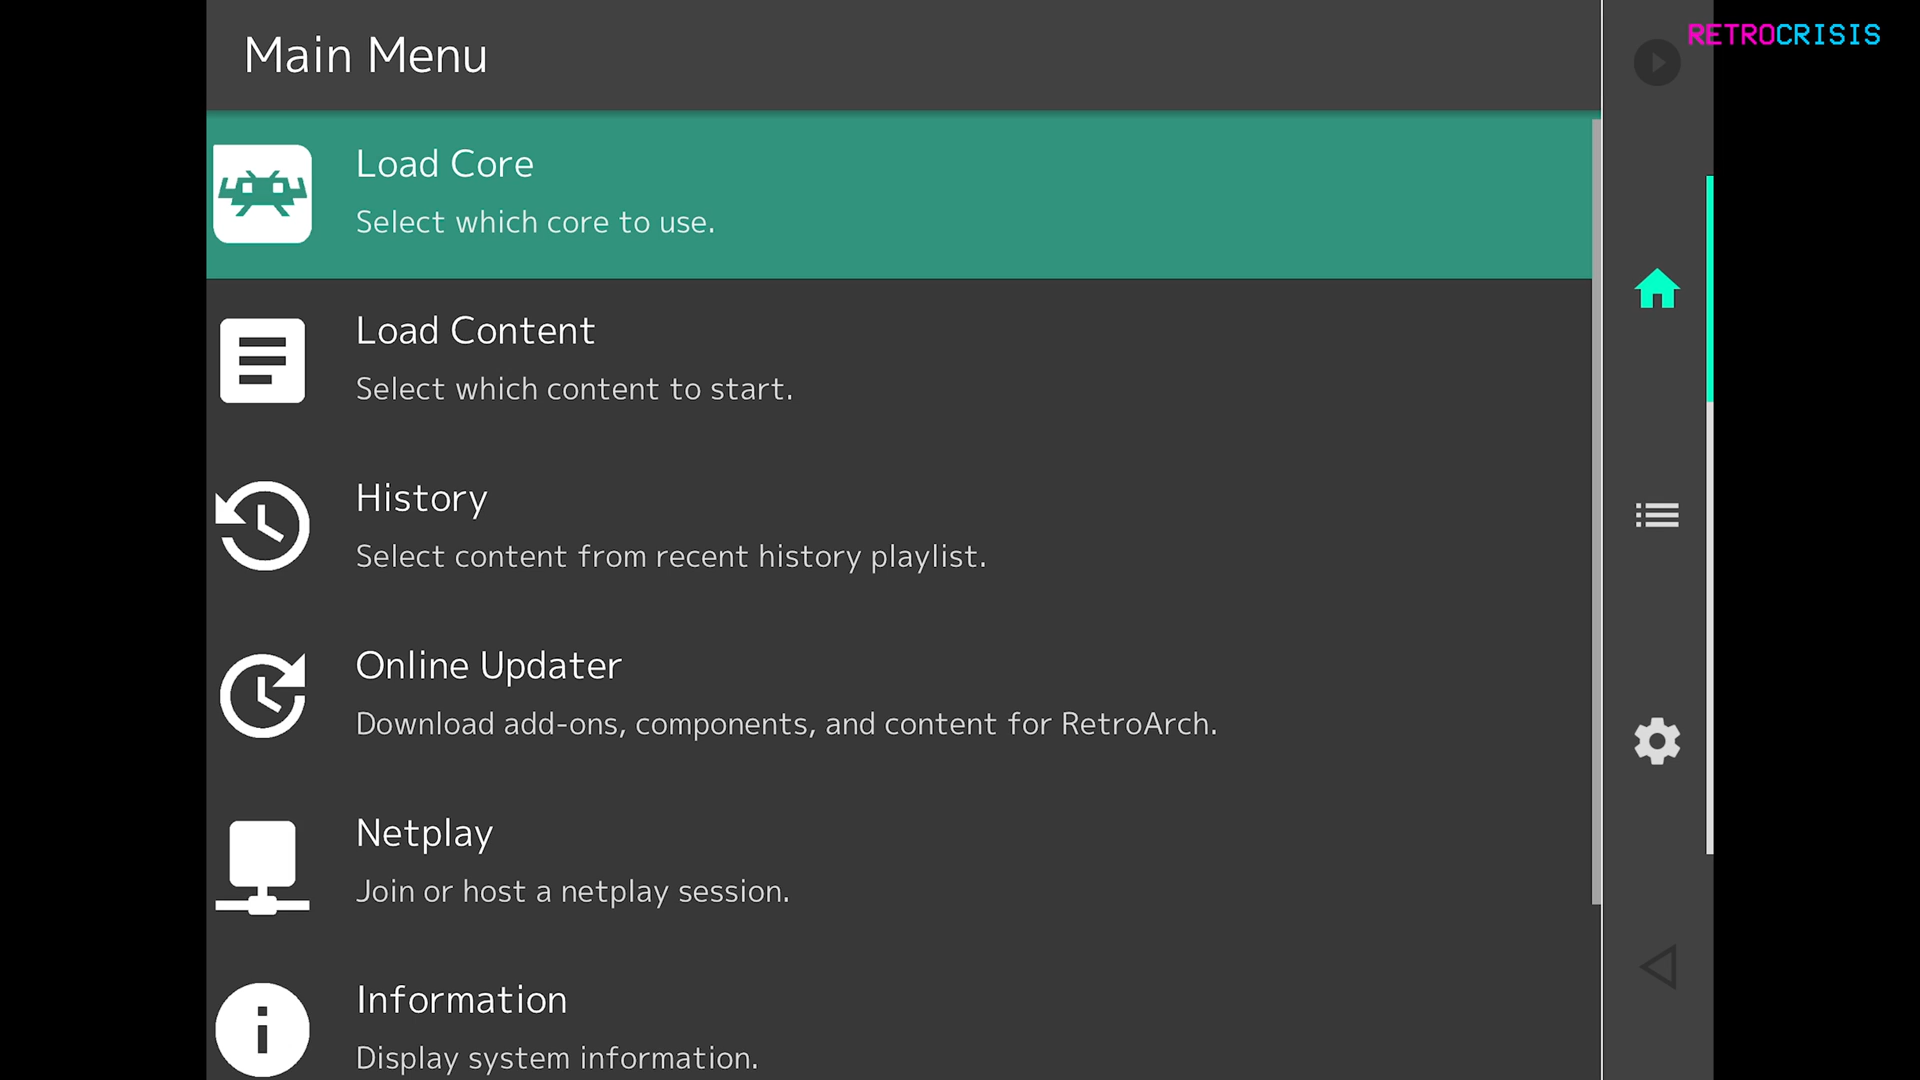 Main Menu
RETROCRISIS
Load Core
Select which core to use.
Load Content
Select which content to start.
History
Select content from recent history playlist.
Online Updater
Download add-ons, components, and content for RetroArch.
Netplay
Join or host a netplay session.
Information
Display system information.